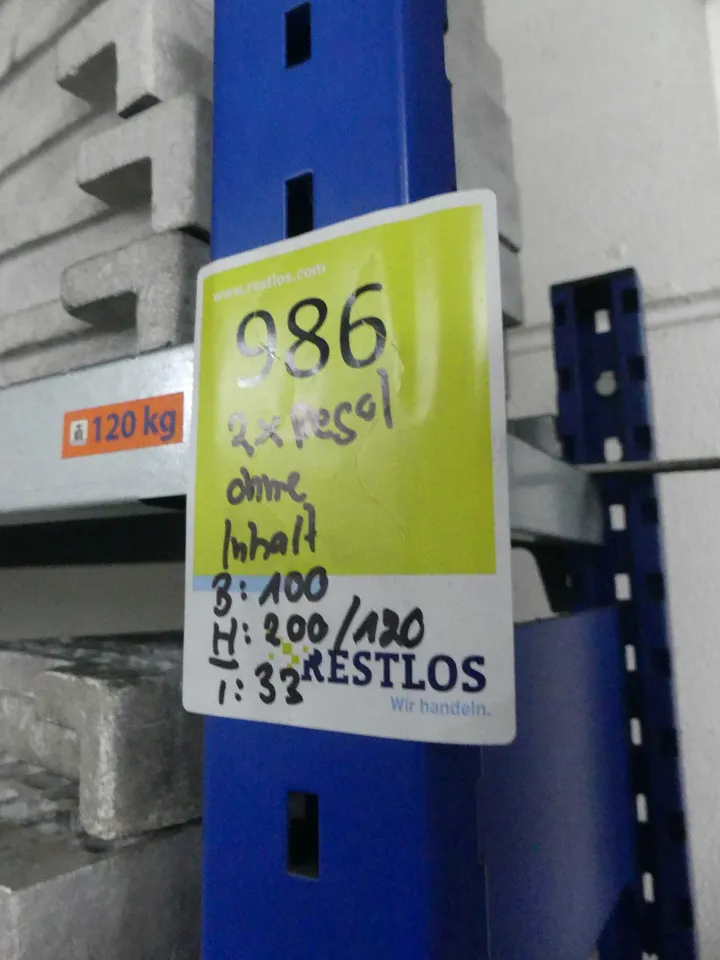 www.restlos.com
986
2x Regal
ohne
Inhalt
B: 100
H: 200/120
T: 33
RESTLOS
Wir handeln.
120 kg